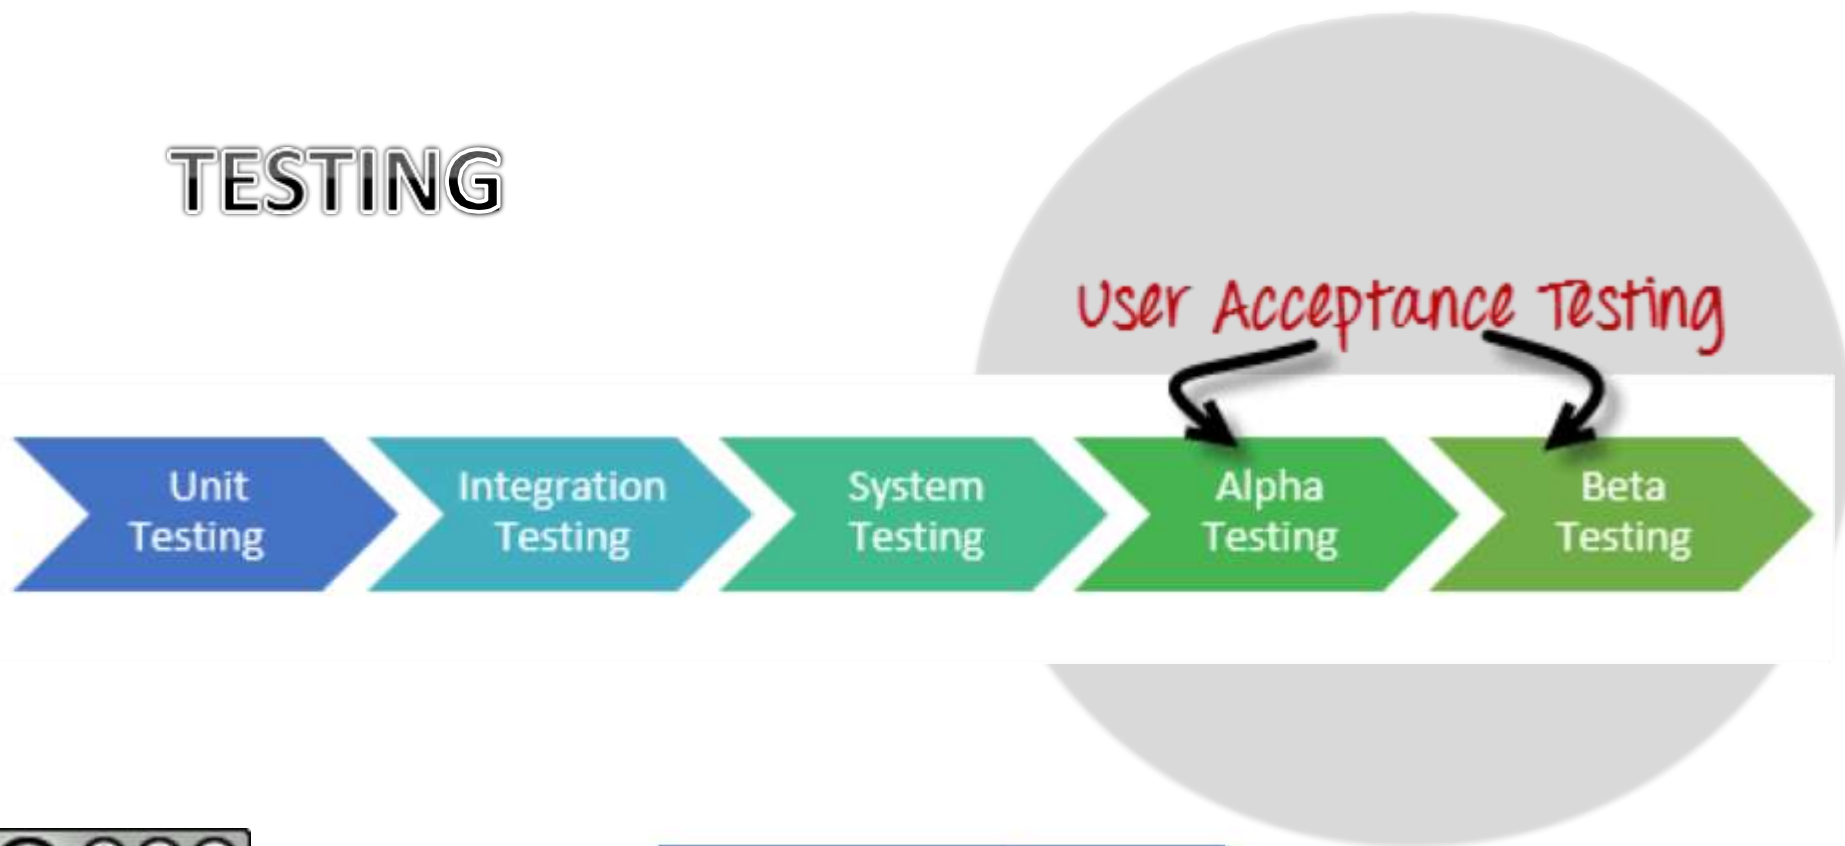 TESTING
User Acceptance Testing
Unit
Testing
Integration
Testing
System
Testing
Alpha
Testing
Beta
Testing